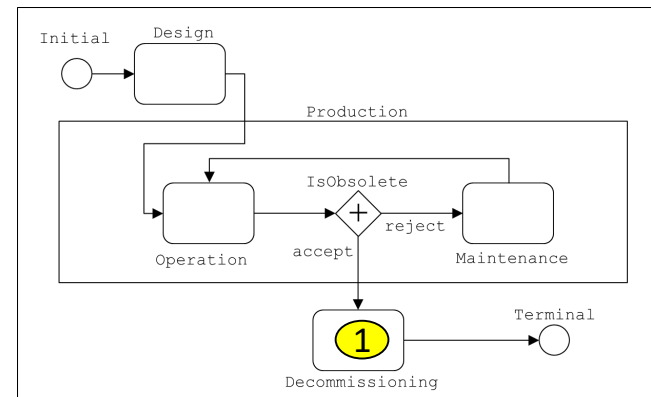 Initial
Design
Production
IsObsolete
reject
accept
Operation
Maintenance
Terminal
1
Decommissioning